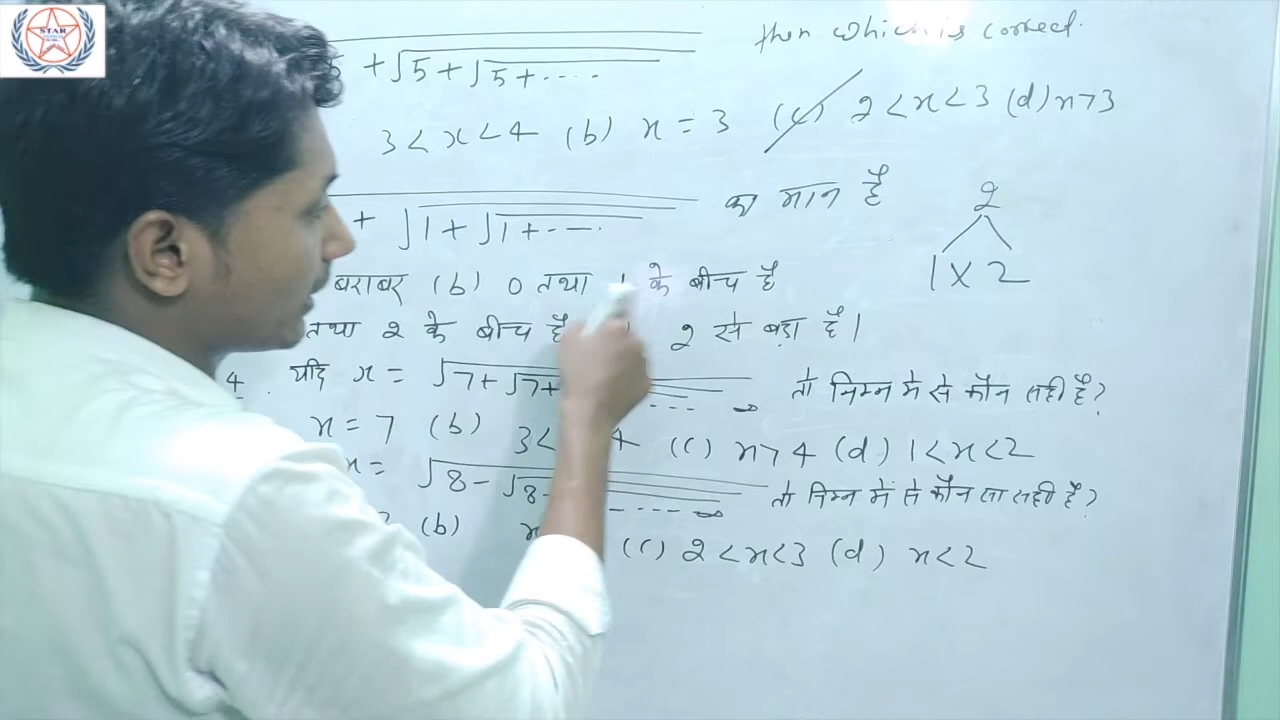 STAR
then which is correct.
5 + √5 + √5 + ....
3 < x < 4 (b) x = 3 (c) 2 < x < 3 (d) x > 3
+ √1 + √1 + --- का मान है
2
1 x 2
बराबर (b) 0 तथा 1 के बीच है
तथा 2 के बीच है 2 से बड़ा है।
4. यदि x = √7 + √7 + ... ∞ तो निम्न में से कौन सही है?
x = 7 (b) 3 < 4 (c) x > 4 (d) 1 < x < 2
x = √8 - √8 - ---- ∞ तो निम्न में से कौन सा सही है?
(b) x (c) 2 < x < 3 (d) x < 2